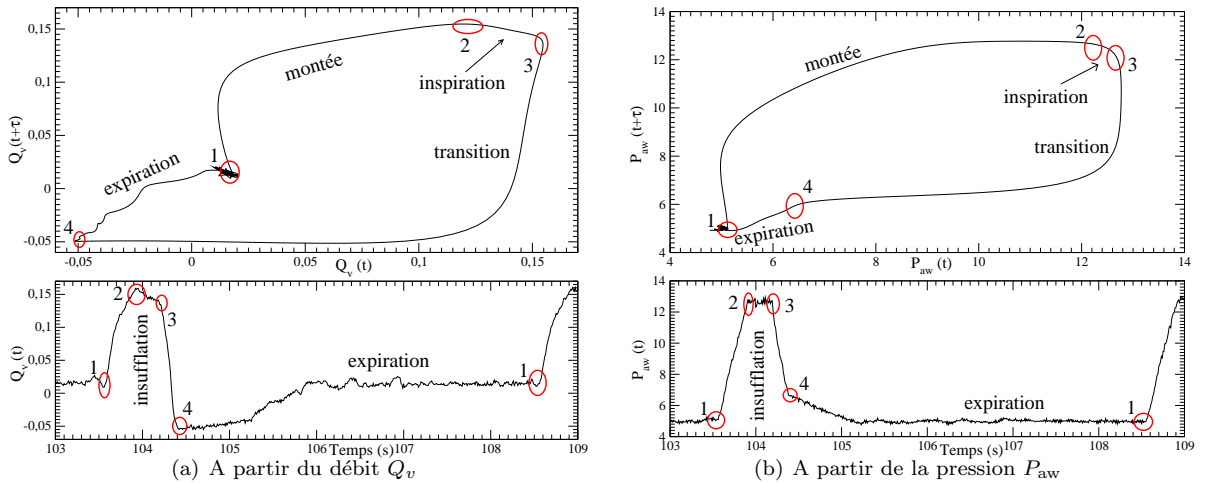 0,15
0,1
0,05
0
-0,05
Q_v(t+τ)
-0,05 0 0,05 0,1 0,15
Q_v (t)
montée
2
inspiration
3
transition
1
expiration
4
14
12
10
8
6
4
P_aw (t+τ)
4 6 8 10 12 14
P_aw (t)
montée
2
inspiration
3
transition
4
1
expiration
0,15
0,1
0,05
0
-0,05
Q_v (t)
103 104 105 106 107 108 109
Temps (s)
1
2
insufflation
3
4
expiration
1
14
12
10
8
6
4
P_aw (t)
103 104 105 106 107 108 109
Temps (s)
1
2
insufflation
3
4
expiration
1
(a) A partir du débit Q_v
(b) A partir de la pression P_aw